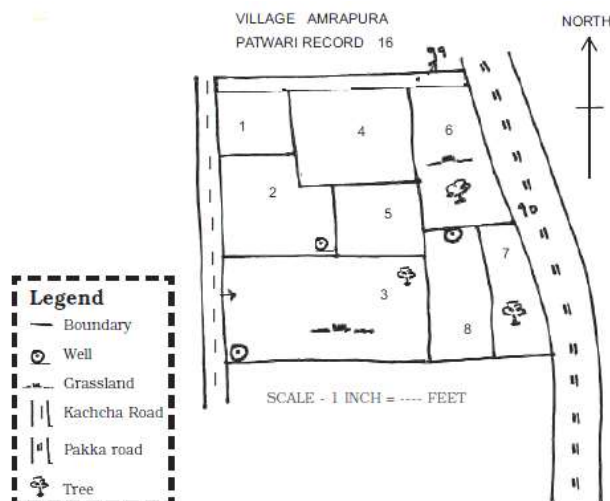 VILLAGE AMRAPURA
PATWARI RECORD 16
NORTH
1
4
6
2
5
7
3
8
SCALE - 1 INCH = ---- FEET
Legend
Boundary
Well
Grassland
Kachcha Road
Pakka road
Tree